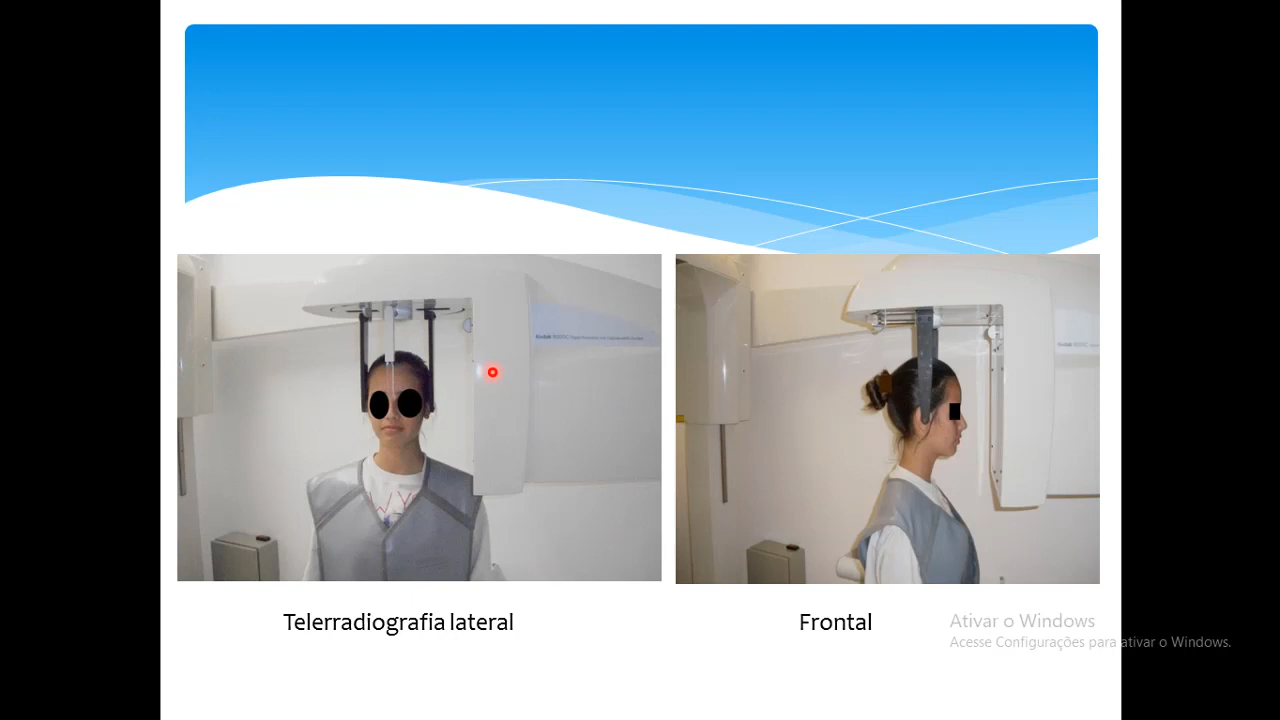 Telerradiografia lateral
Frontal
Ativar o Windows
Acesse Configurações para ativar o Windows.